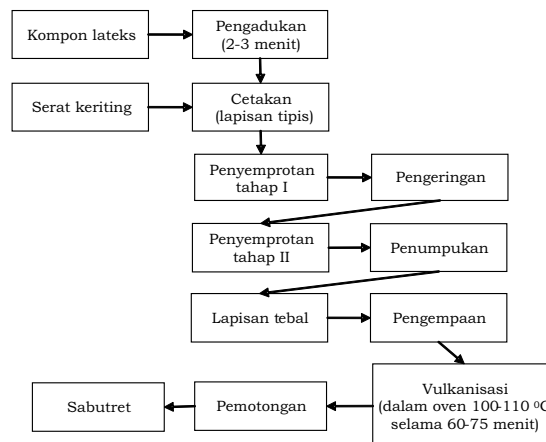 Kompon lateks
Pengadukan
(2-3 menit)
Serat keriting
Cetakan
(lapisan tipis)
Penyemprotan
tahap I
Pengeringan
Penyemprotan
tahap II
Penumpukan
Lapisan tebal
Pengempaan
Vulkanisasi
(dalam oven 100-110 ⁰C
selama 60-75 menit)
Pemotongan
Sabutret